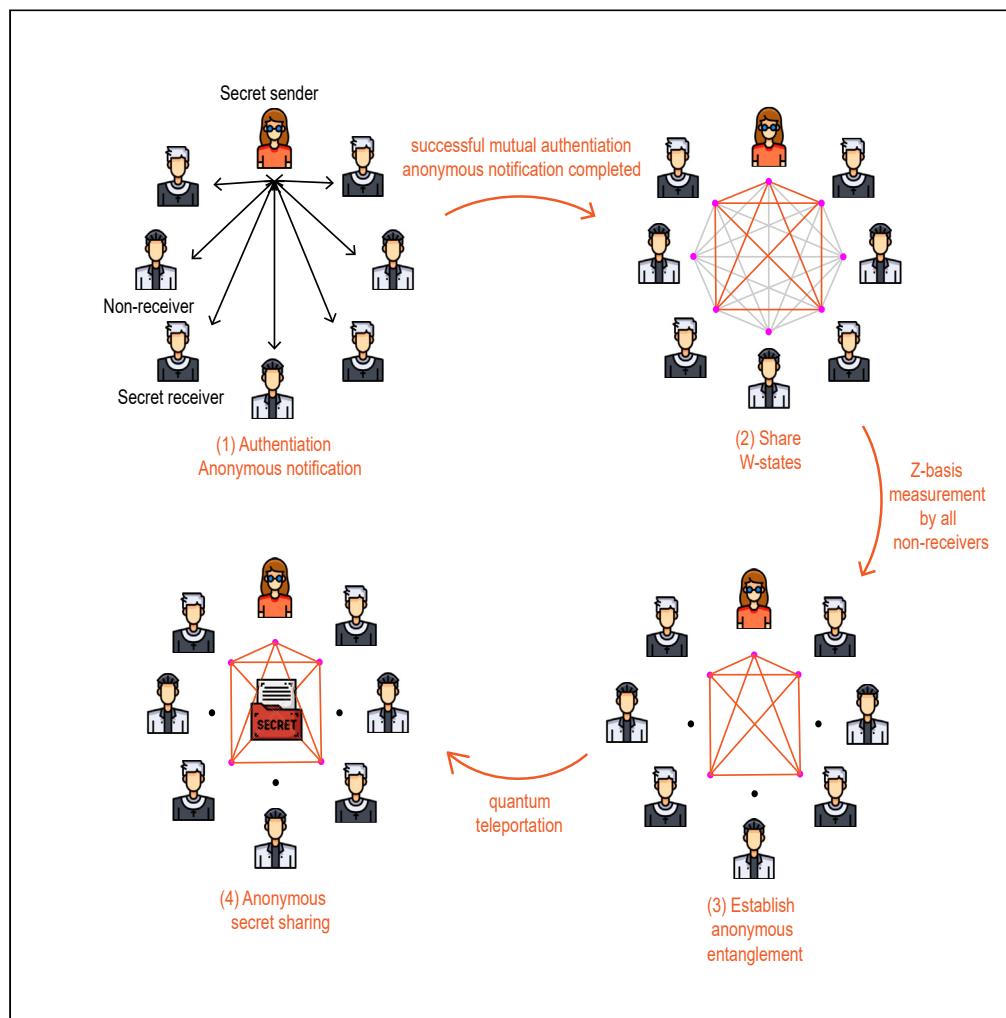 Secret sender
successful mutual authentiation
anonymous notification completed
Non-receiver
Secret receiver
(1) Authentiation
Anonymous notification
(2) Share
W-states
Z-basis
measurement
by all
non-receivers
SECRET
quantum
teleportation
(4) Anonymous
secret sharing
(3) Establish
anonymous
entanglement